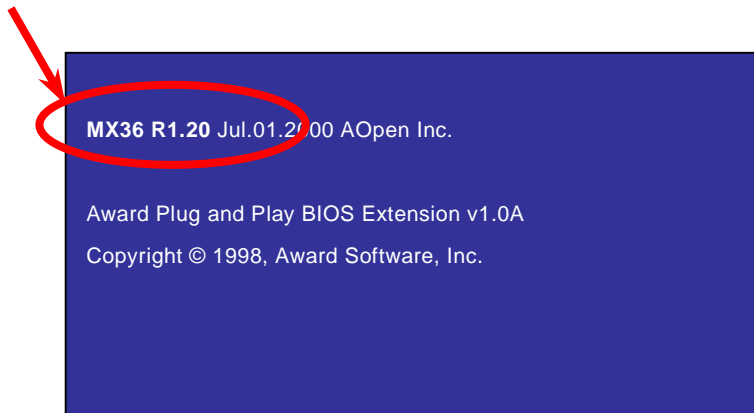 MX36 R1.20 Jul.01.2000 AOpen Inc.
Award Plug and Play BIOS Extension v1.0A
Copyright © 1998, Award Software, Inc.